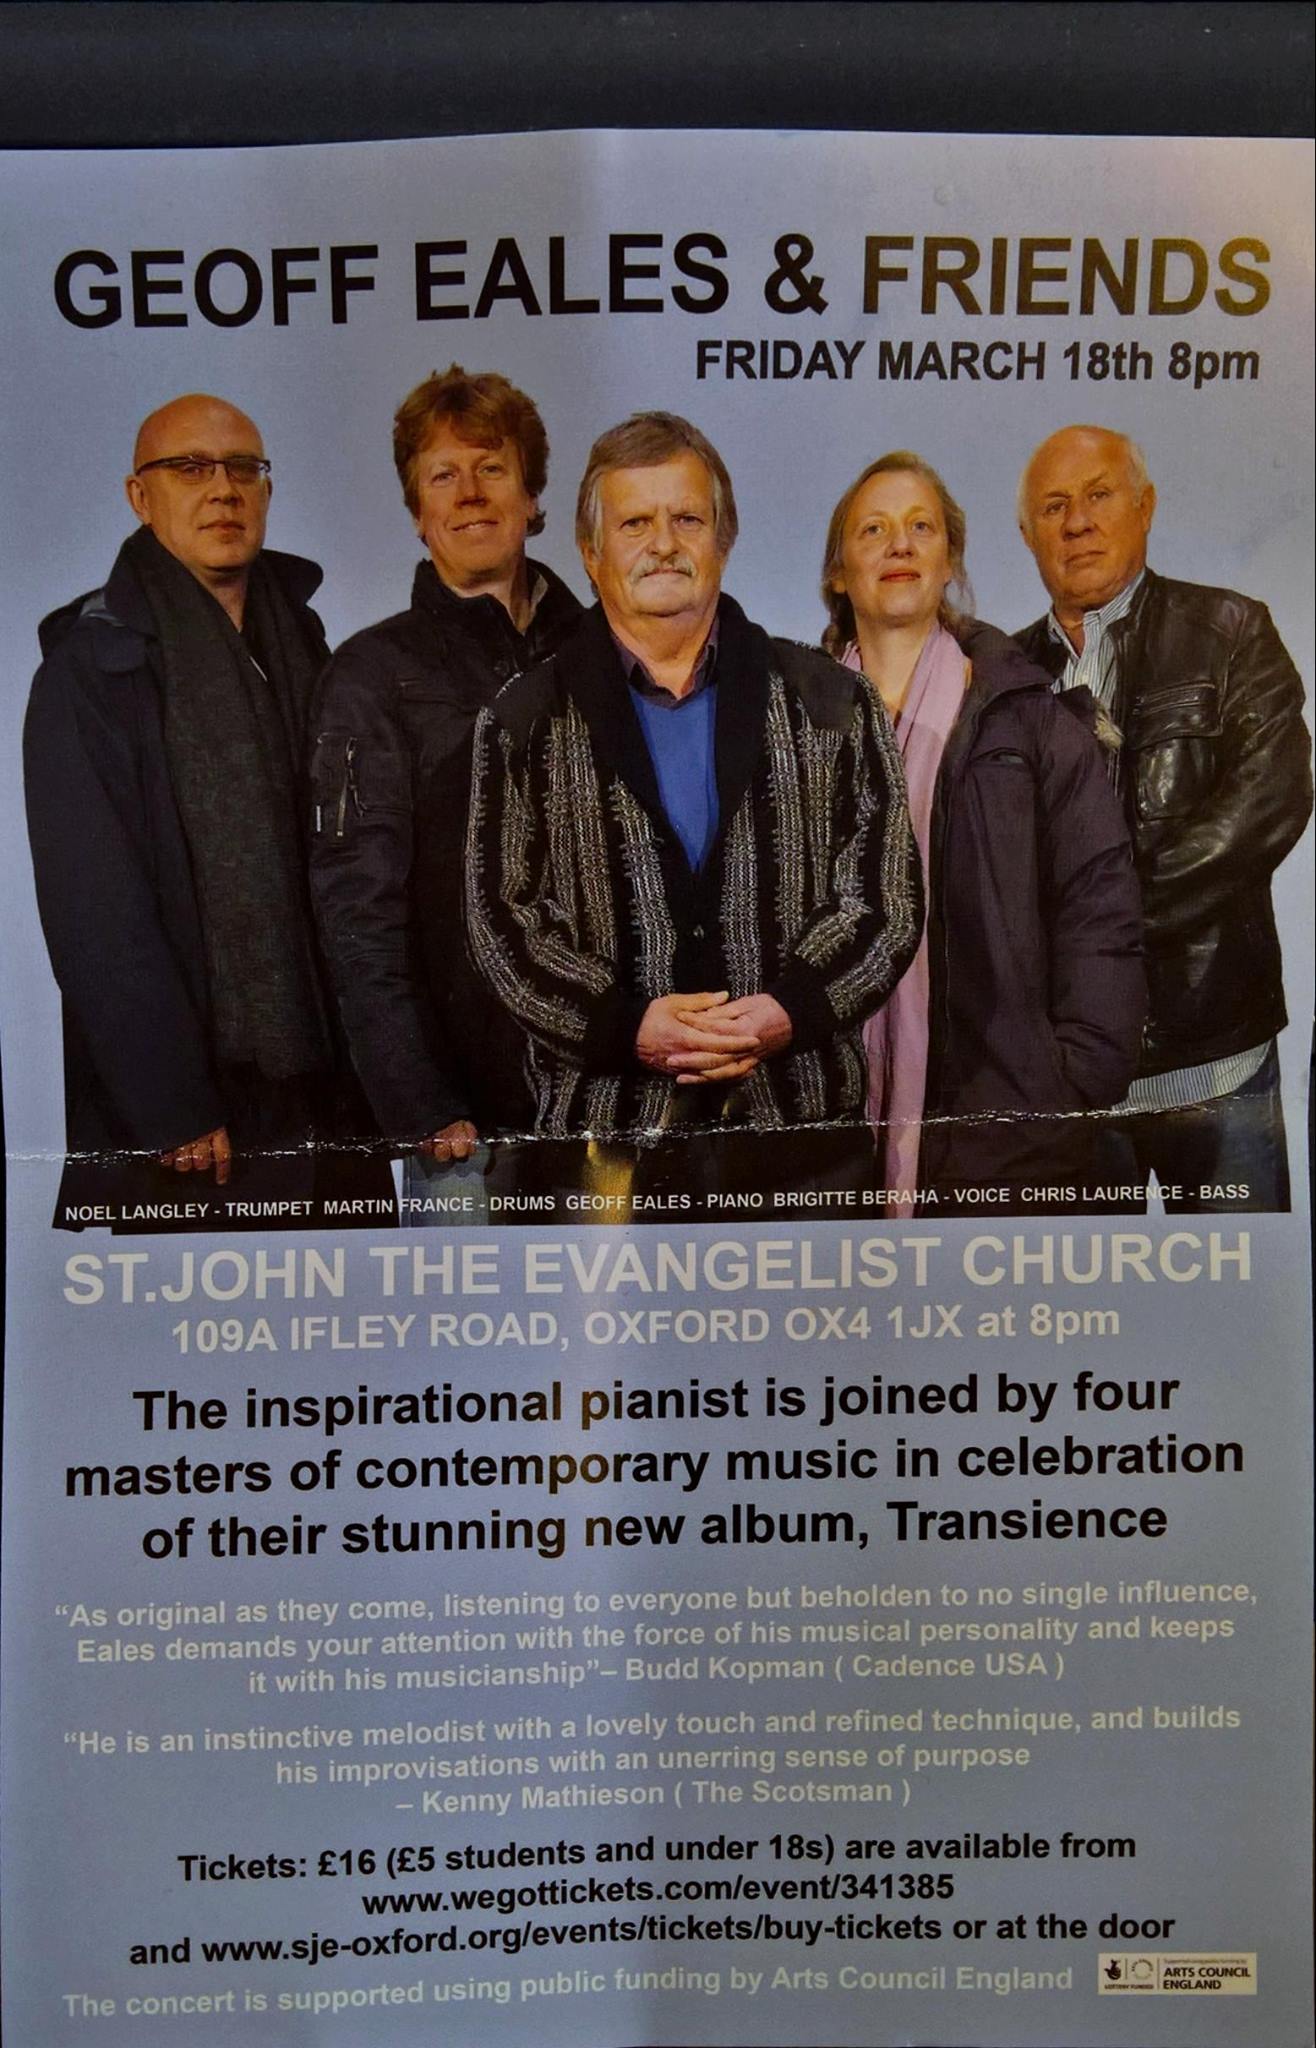 GEOFF EALES & FRIENDS
FRIDAY MARCH 18th 8pm
NOEL LANGLEY - TRUMPET MARTIN FRANCE - DRUMS GEOFF EALES - PIANO BRIGITTE BERAHA - VOICE CHRIS LAURENCE - BASS
ST.JOHN THE EVANGELIST CHURCH
109A IFLEY ROAD, OXFORD OX4 1JX at 8pm
The inspirational pianist is joined by four
masters of contemporary music in celebration
of their stunning new album, Transience
“As original as they come, listening to everyone but beholden to no single influence,
Eales demands your attention with the force of his musical personality and keeps
it with his musicianship”– Budd Kopman ( Cadence USA )
“He is an instinctive melodist with a lovely touch and refined technique, and builds
his improvisations with an unerring sense of purpose
– Kenny Mathieson ( The Scotsman )
Tickets: £16 (£5 students and under 18s) are available from
www.wegottickets.com/event/341385
and www.sje-oxford.org/events/tickets/buy-tickets or at the door
The concert is supported using public funding by Arts Council England
LOTTERY FUNDED
ARTS COUNCIL
ENGLAND